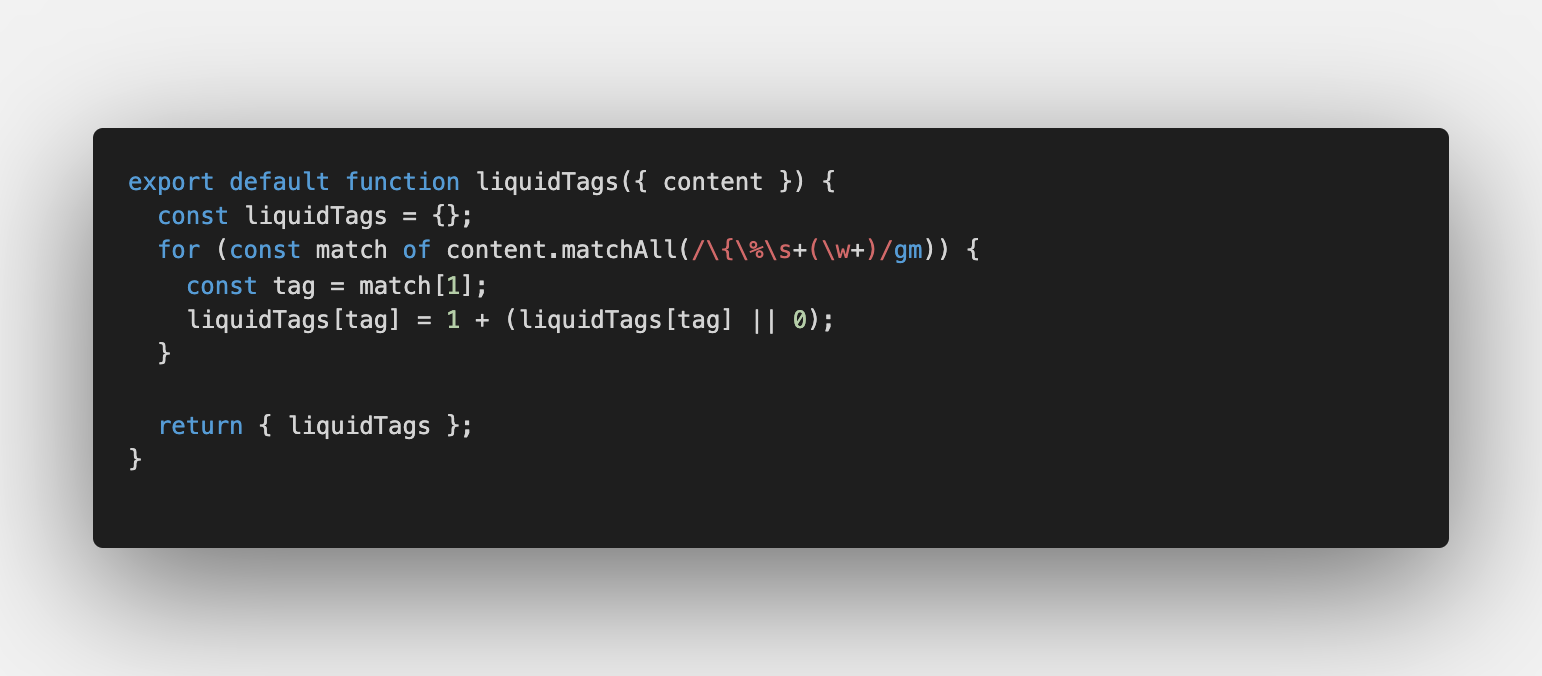 export default function liquidTags({ content }) {
  const liquidTags = {};
  for (const match of content.matchAll(/\{\%\s+(\w+)/gm)) {
    const tag = match[1];
    liquidTags[tag] = 1 + (liquidTags[tag] || 0);
  }

  return { liquidTags };
}